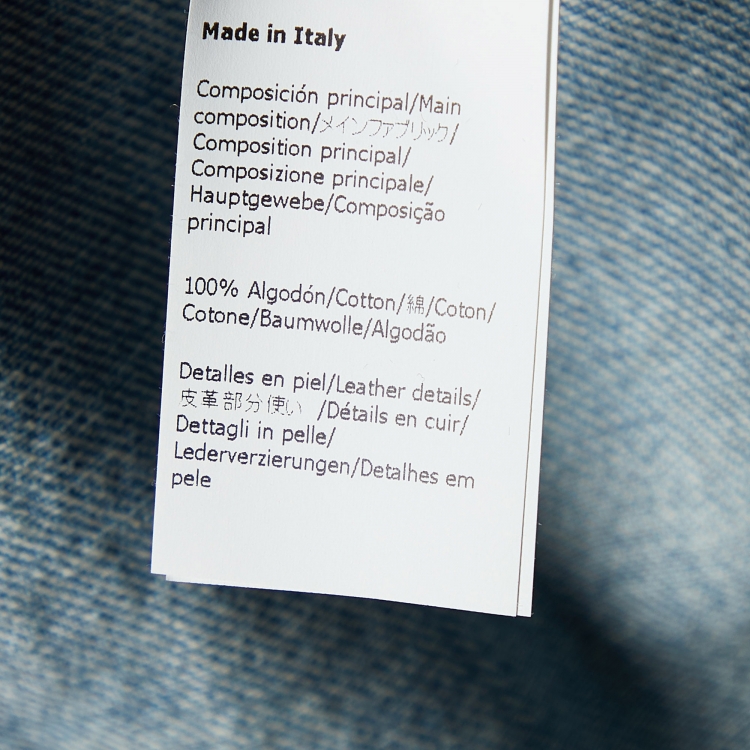 Made in Italy
Composición principal/Main
composition/メインファブリック/
Composition principal/
Composizione principale/
Hauptgewebe/Composição
principal
100% Algodón/Cotton/綿/Coton/
Cotone/Baumwolle/Algodão
Detalles en piel/Leather details/
皮革部分使い /Détails en cuir/
Dettagli in pelle/
Lederverzierungen/Detalhes em
pele